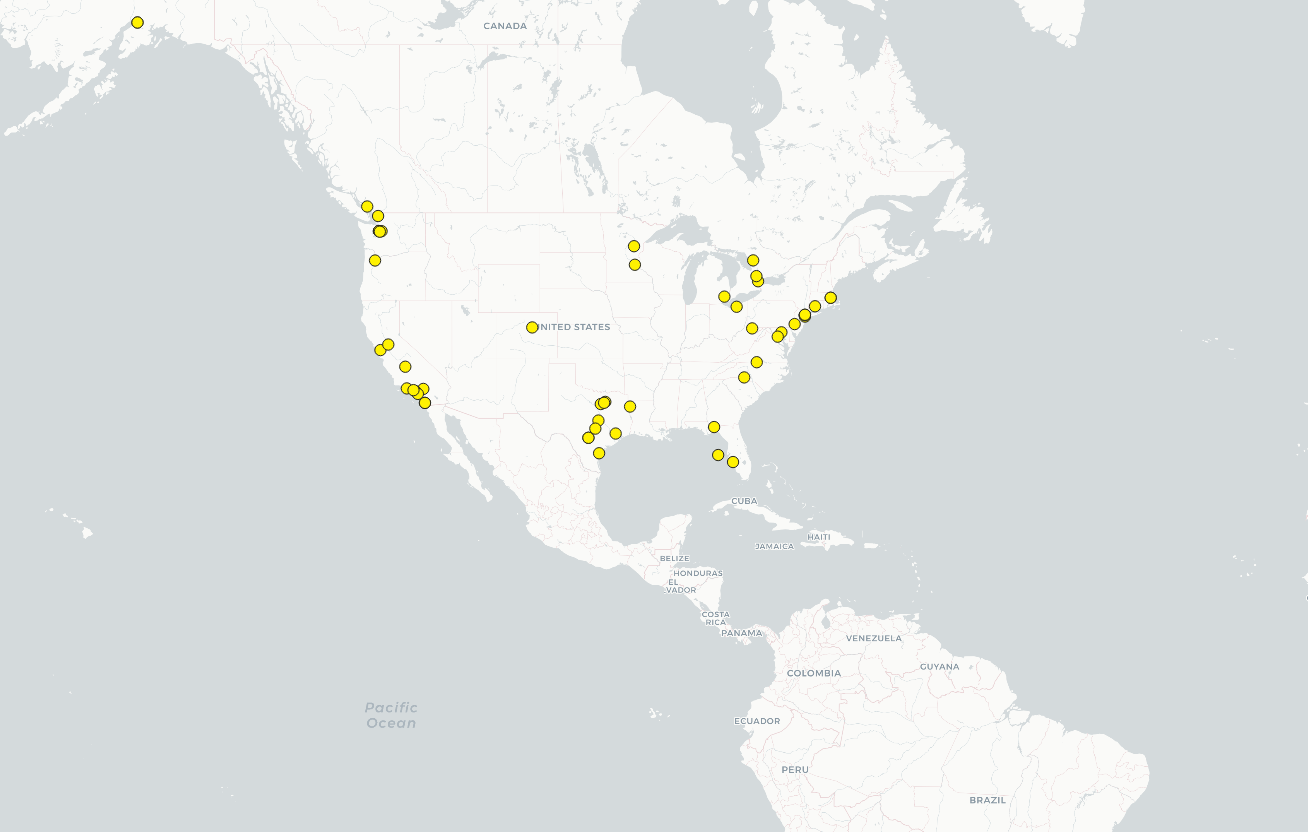 CANADA
NITED STATES
CUBA
HAITI
JAMAICA
BELIZE
HONDURAS
EL
.VADOR
COSTA
RICA
PANAMA
VENEZUELA
GUYANA
COLOMBIA
Pacific
Ocean
ECUADOR
PERU
BRAZIL